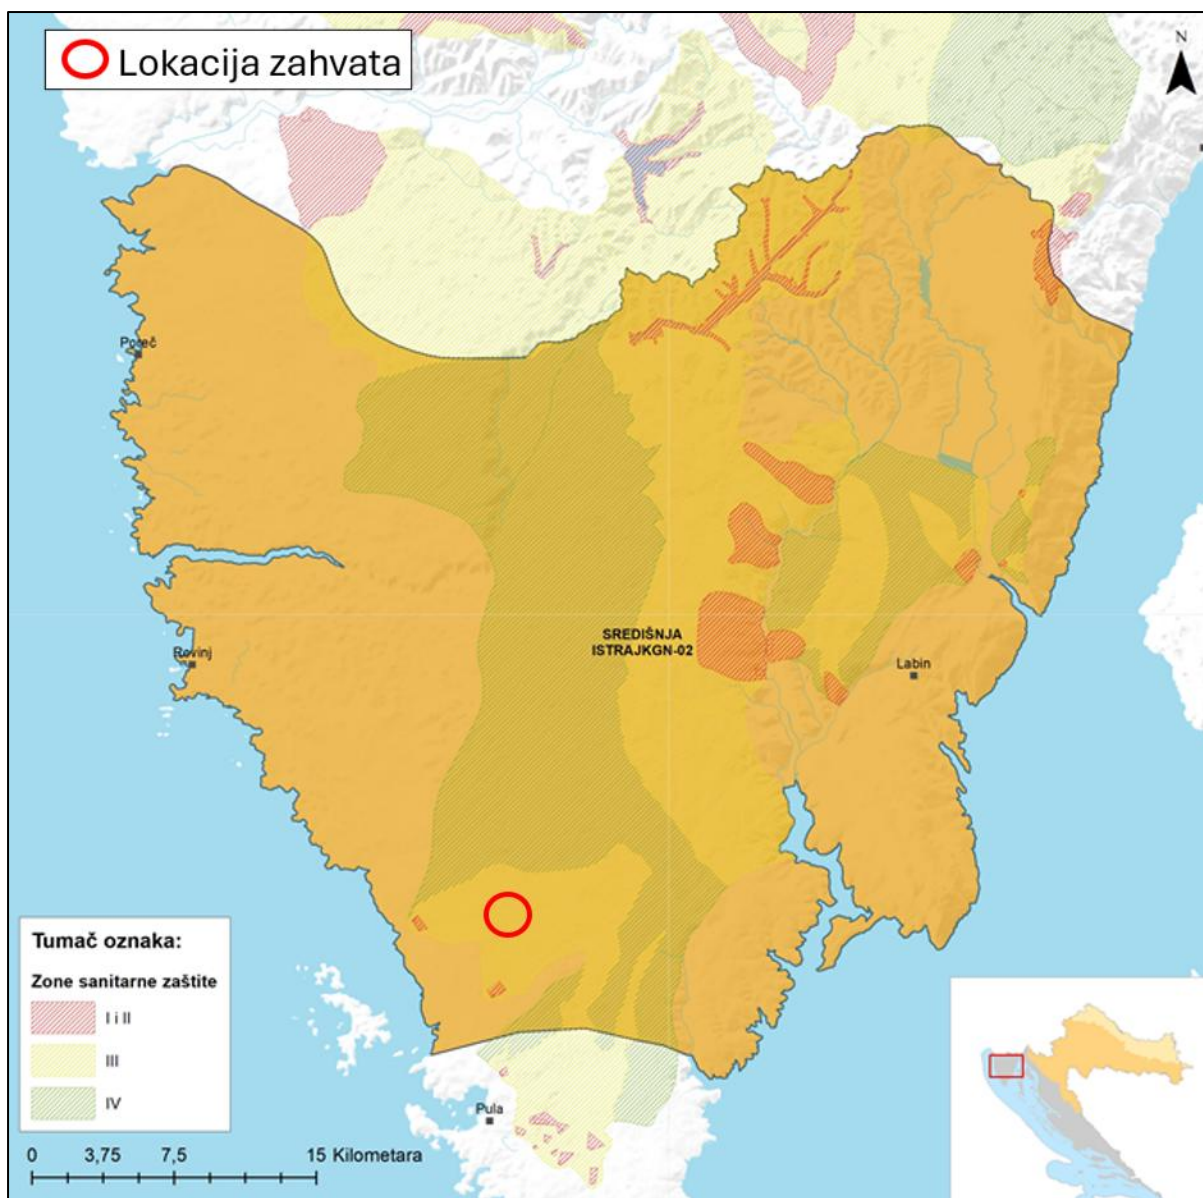 Lokacija zahvata
N
Poreč
Rovinj
SREDIŠNJA
ISTRAJKGN-02
Labin
Tumač oznaka:
Zone sanitarne zaštite
I i II
III
IV
Pula
0 3,75 7,5 15 Kilometara